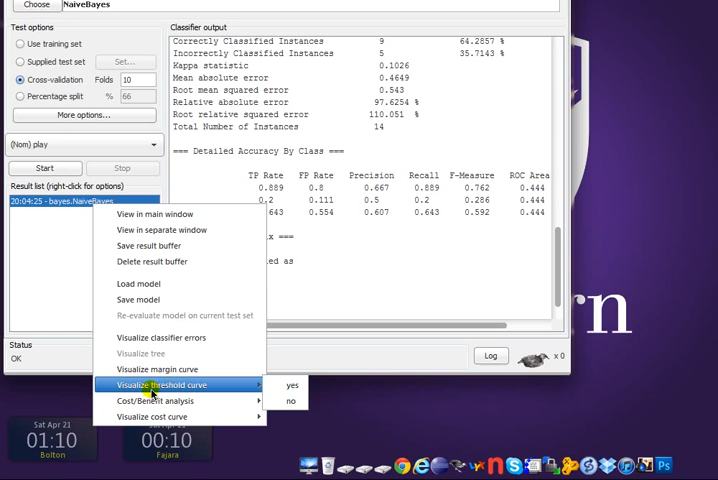 Choose NaiveBayes
Test options
Use training set
Supplied test set Set...
Cross-validation Folds 10
Percentage split % 66
More options...
(Nom) play
Start Stop
Result list (right-click for options)
20:04:25 - bayes.NaiveBayes
Classifier output
Correctly Classified Instances 9 64.2857 %
Incorrectly Classified Instances 5 35.7143 %
Kappa statistic 0.1026
Mean absolute error 0.4649
Root mean squared error 0.543
Relative absolute error 97.6254 %
Root relative squared error 110.051 %
Total Number of Instances 14
=== Detailed Accuracy By Class ===
TP Rate FP Rate Precision Recall F-Measure ROC Area
0.889 0.8 0.667 0.889 0.762 0.444
0.2 0.111 0.5 0.2 0.286 0.444
.643 0.554 0.607 0.643 0.592 0.444
ix ===
ed as
View in main window
View in separate window
Save result buffer
Delete result buffer
Load model
Save model
Re-evaluate model on current test set
Visualize classifier errors
Visualize tree
Visualize margin curve
Visualize threshold curve
Cost/Benefit analysis
Visualize cost curve
yes
no
Status
OK
Log x 0
rn
Sat Apr 21
01:10
Bolton
Sat Apr 21
00:10
Fajara